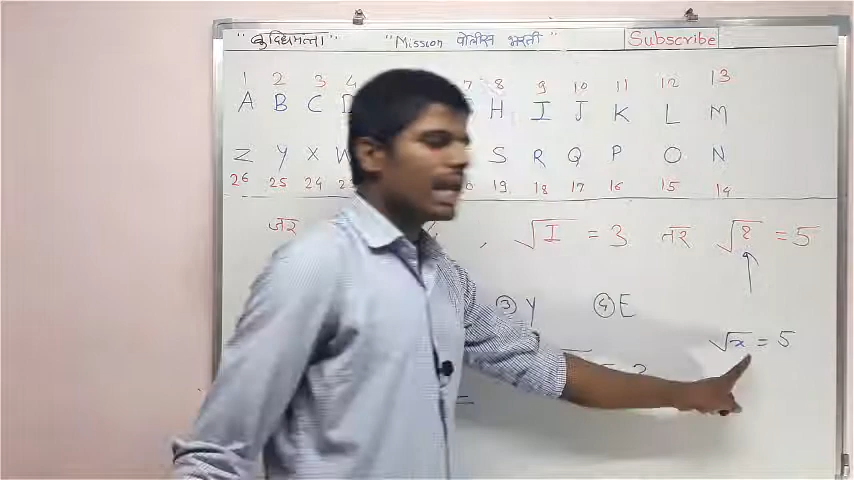 "बुद्धिमत्ता" "Mission पोलीस भरती" Subscribe
1 2 3 4 7 8 9 10 11 12 13
A B C D H I J K L M
Z Y X W S R Q P O N
26 25 24 19 18 17 16 15 14
जर , √I = 3 तर √? = 5
③ Y ④ E
√x = 5